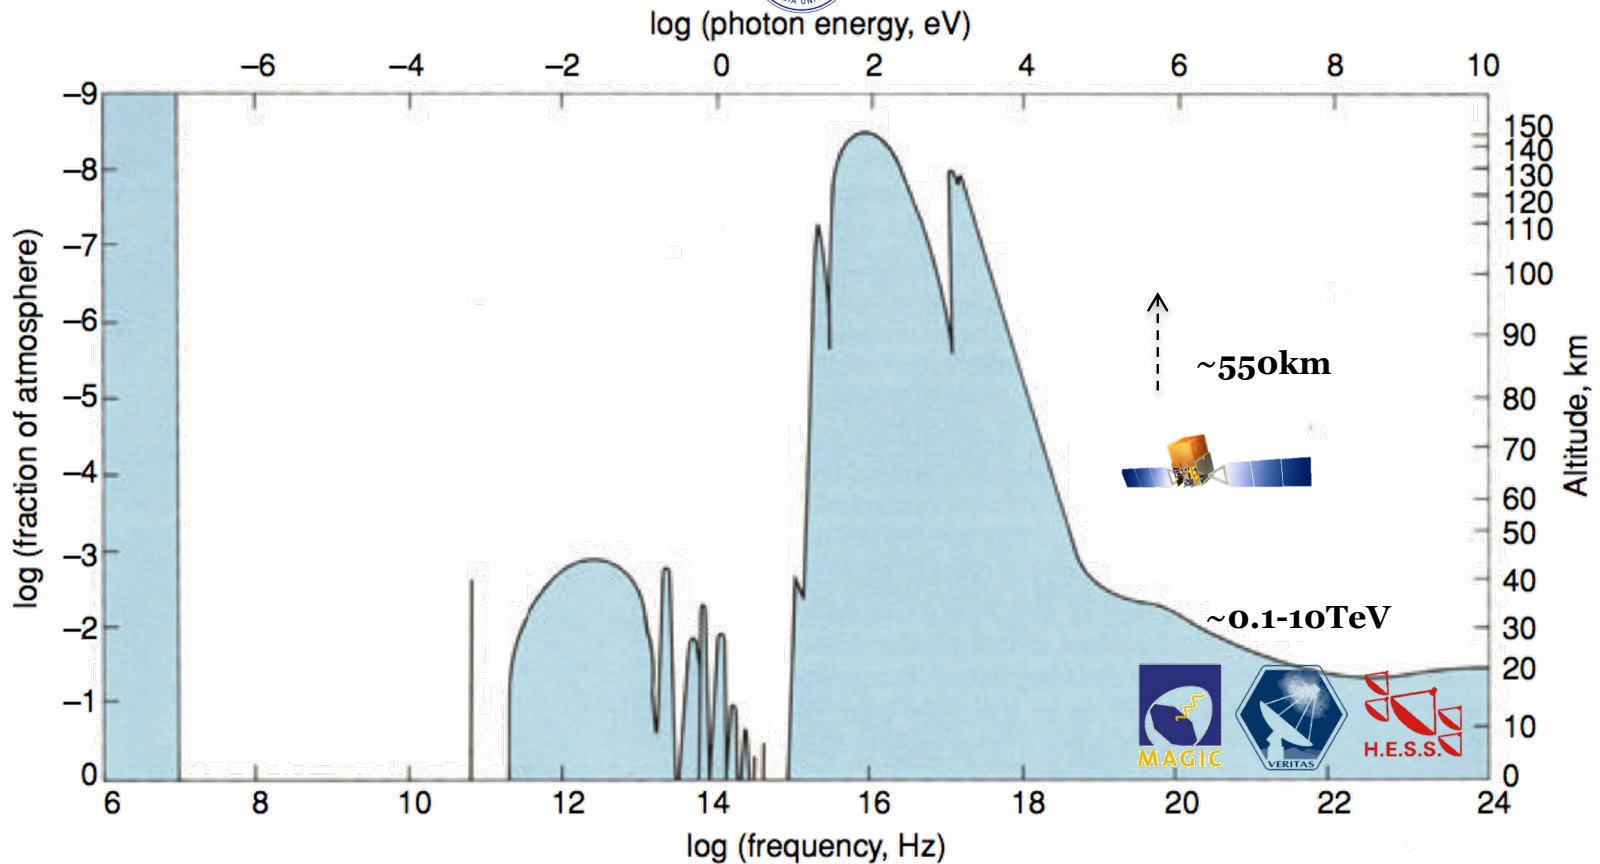 log (photon energy, eV)
–6 –4 –2 0 2 4 6 8 10
–9
–8
–7
–6
–5
–4
–3
–2
–1
0
log (fraction of atmosphere)
150
140
130
120
110
100
90
80
70
60
50
40
30
20
10
0
Altitude, km
~550km
~0.1-10TeV
MAGIC
VERITAS
H.E.S.S.
6 8 10 12 14 16 18 20 22 24
log (frequency, Hz)